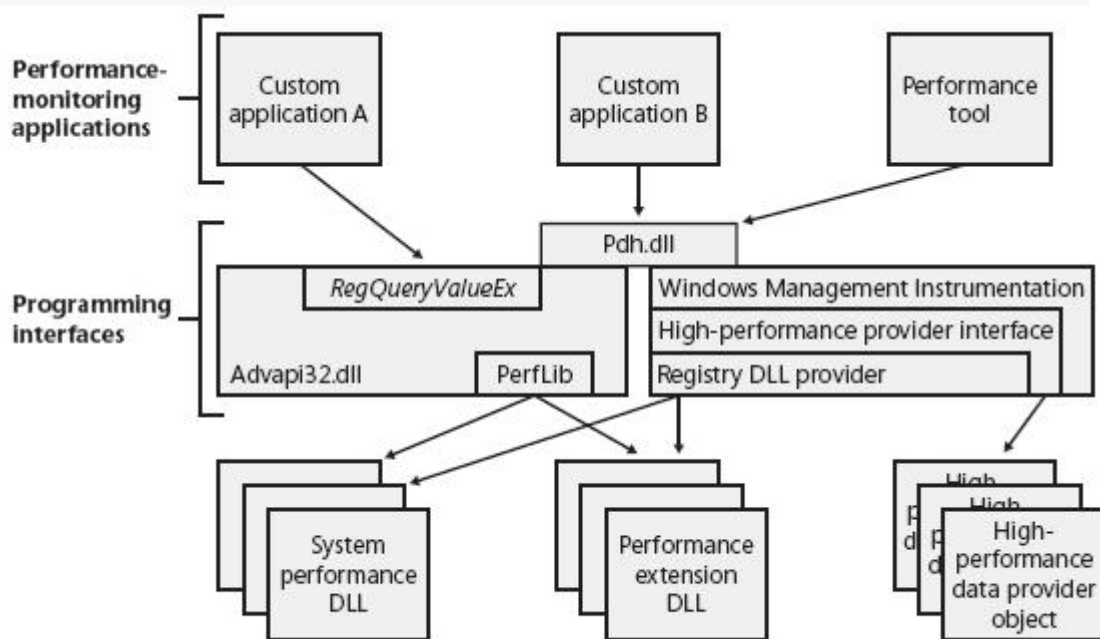 Performance-
monitoring
applications
Custom
application A
Custom
application B
Performance
tool
Programming
interfaces
Pdh.dll
RegQueryValueEx
Advapi32.dll
PerfLib
Windows Management Instrumentation
High-performance provider interface
Registry DLL provider
System
performance
DLL
Performance
extension
DLL
High
High
High-
performance
data provider
object